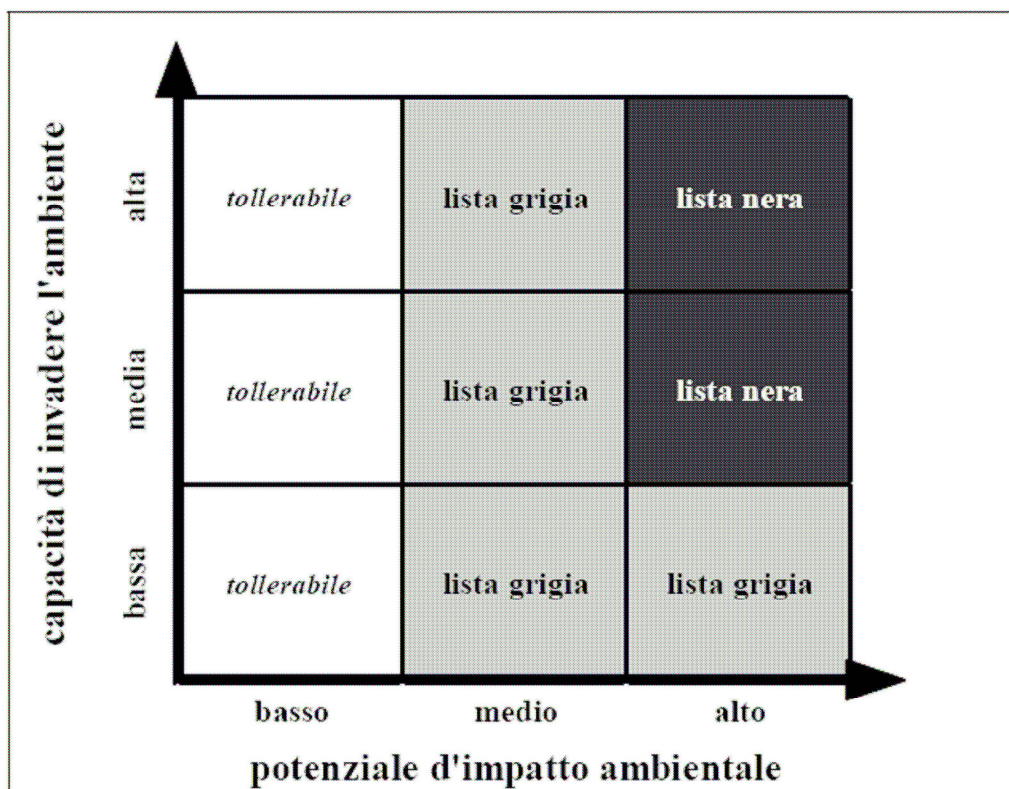 capacità di invadere l'ambiente
alta
tollerabile
lista grigia
lista nera
media
tollerabile
lista grigia
lista nera
bassa
tollerabile
lista grigia
lista grigia
basso
medio
alto
potenziale d'impatto ambientale